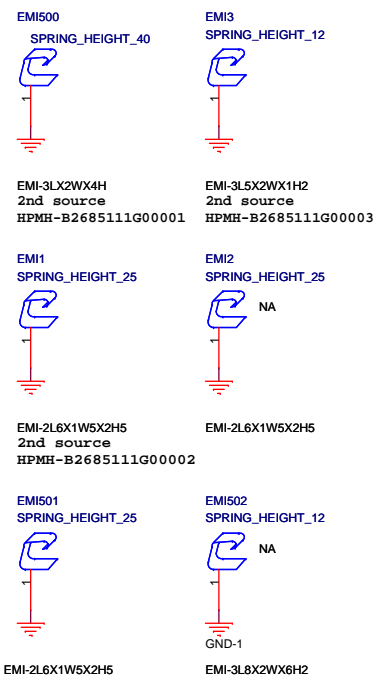 EMI500
SPRING_HEIGHT_40
1
EMI-3LX2WX4H
2nd source
HPMH-B2685111G00001
EMI3
SPRING_HEIGHT_12
1
EMI-3L5X2WX1H2
2nd source
HPMH-B2685111G00003
EMI1
SPRING_HEIGHT_25
1
EMI-2L6X1W5X2H5
2nd source
HPMH-B2685111G00002
EMI2
SPRING_HEIGHT_25
NA
1
EMI-2L6X1W5X2H5
EMI501
SPRING_HEIGHT_25
1
EMI-2L6X1W5X2H5
EMI502
SPRING_HEIGHT_12
NA
1
GND-1
EMI-3L8X2WX6H2